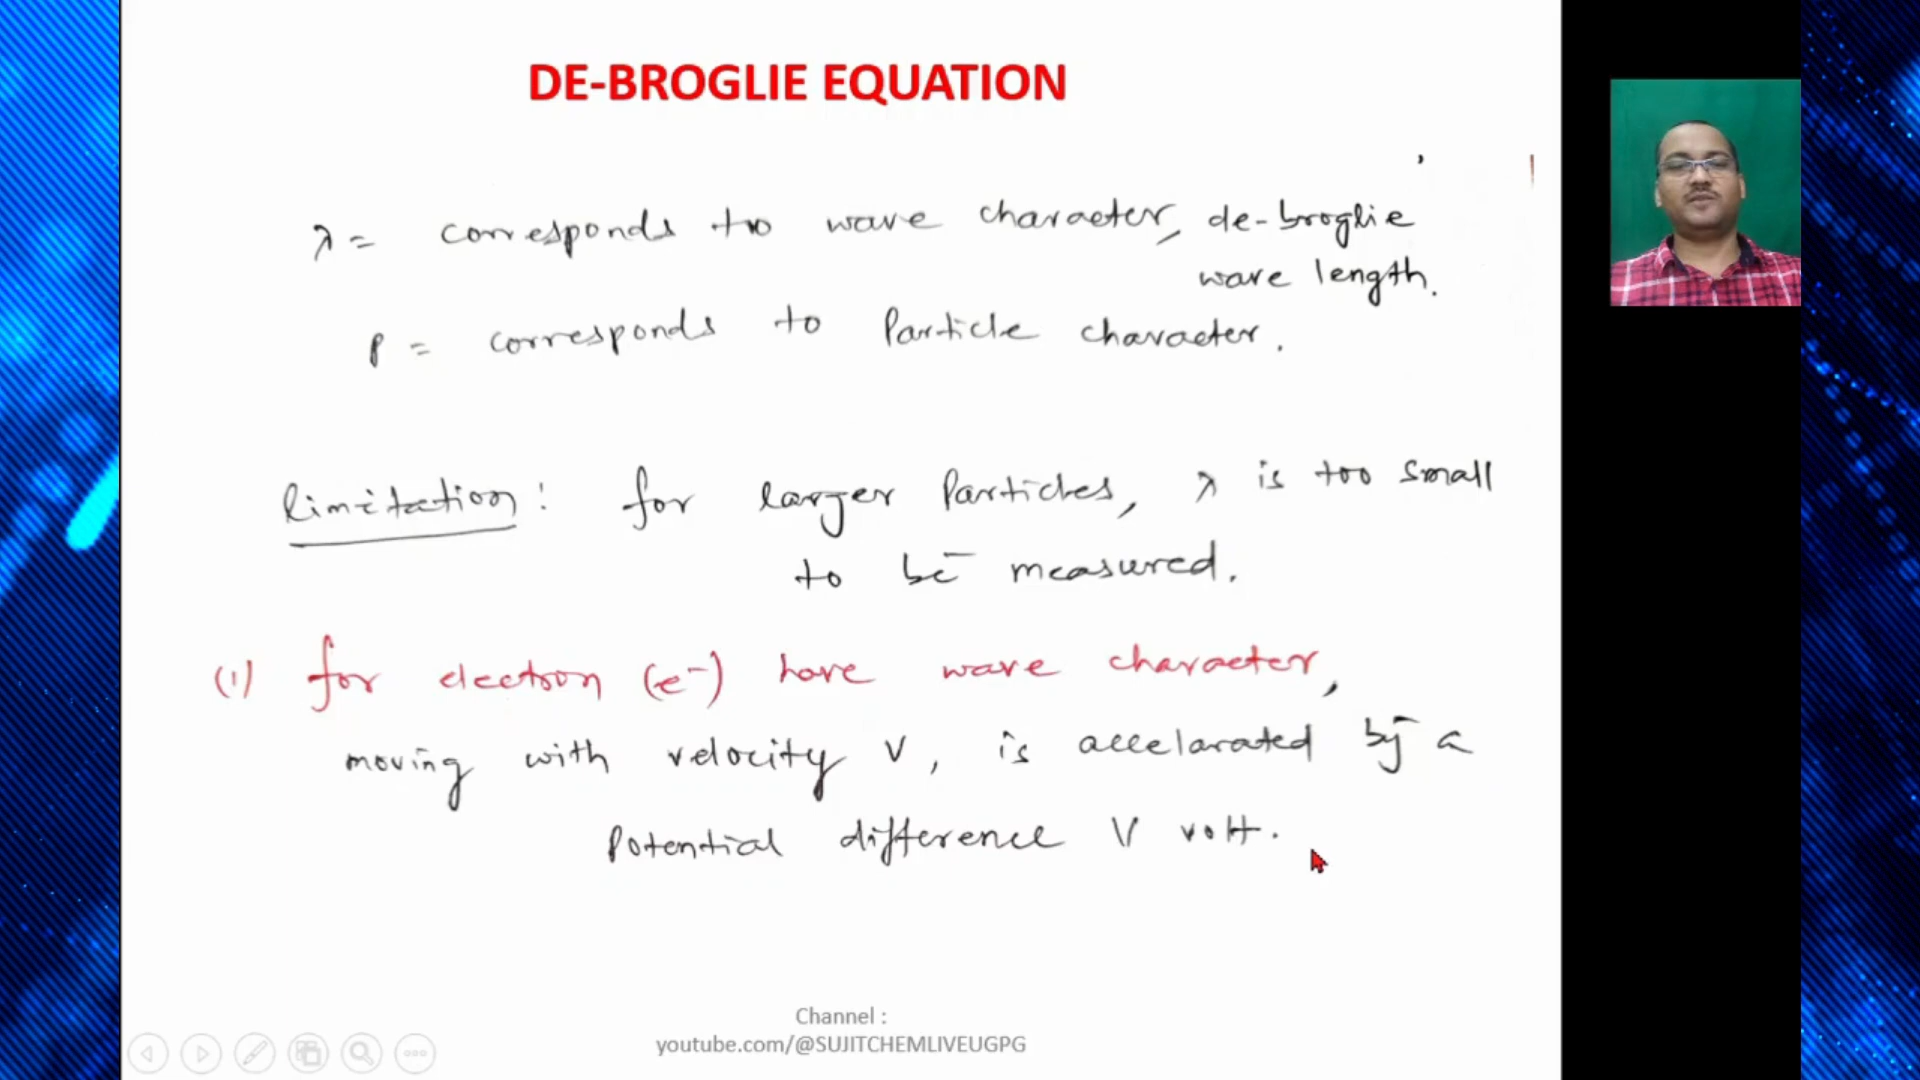 DE-BROGLIE EQUATION
λ = corresponds to wave character, de-broglie
wave length.
P = corresponds to Particle character.
limitation: for larger Particles, λ is too small
to be measured.
(1) for electron (e⁻) have wave character,
moving with velocity v, is accelarated by a
Potential difference V volt.
Channel :
youtube.com/@SUJITCHEMLIVEUGPG